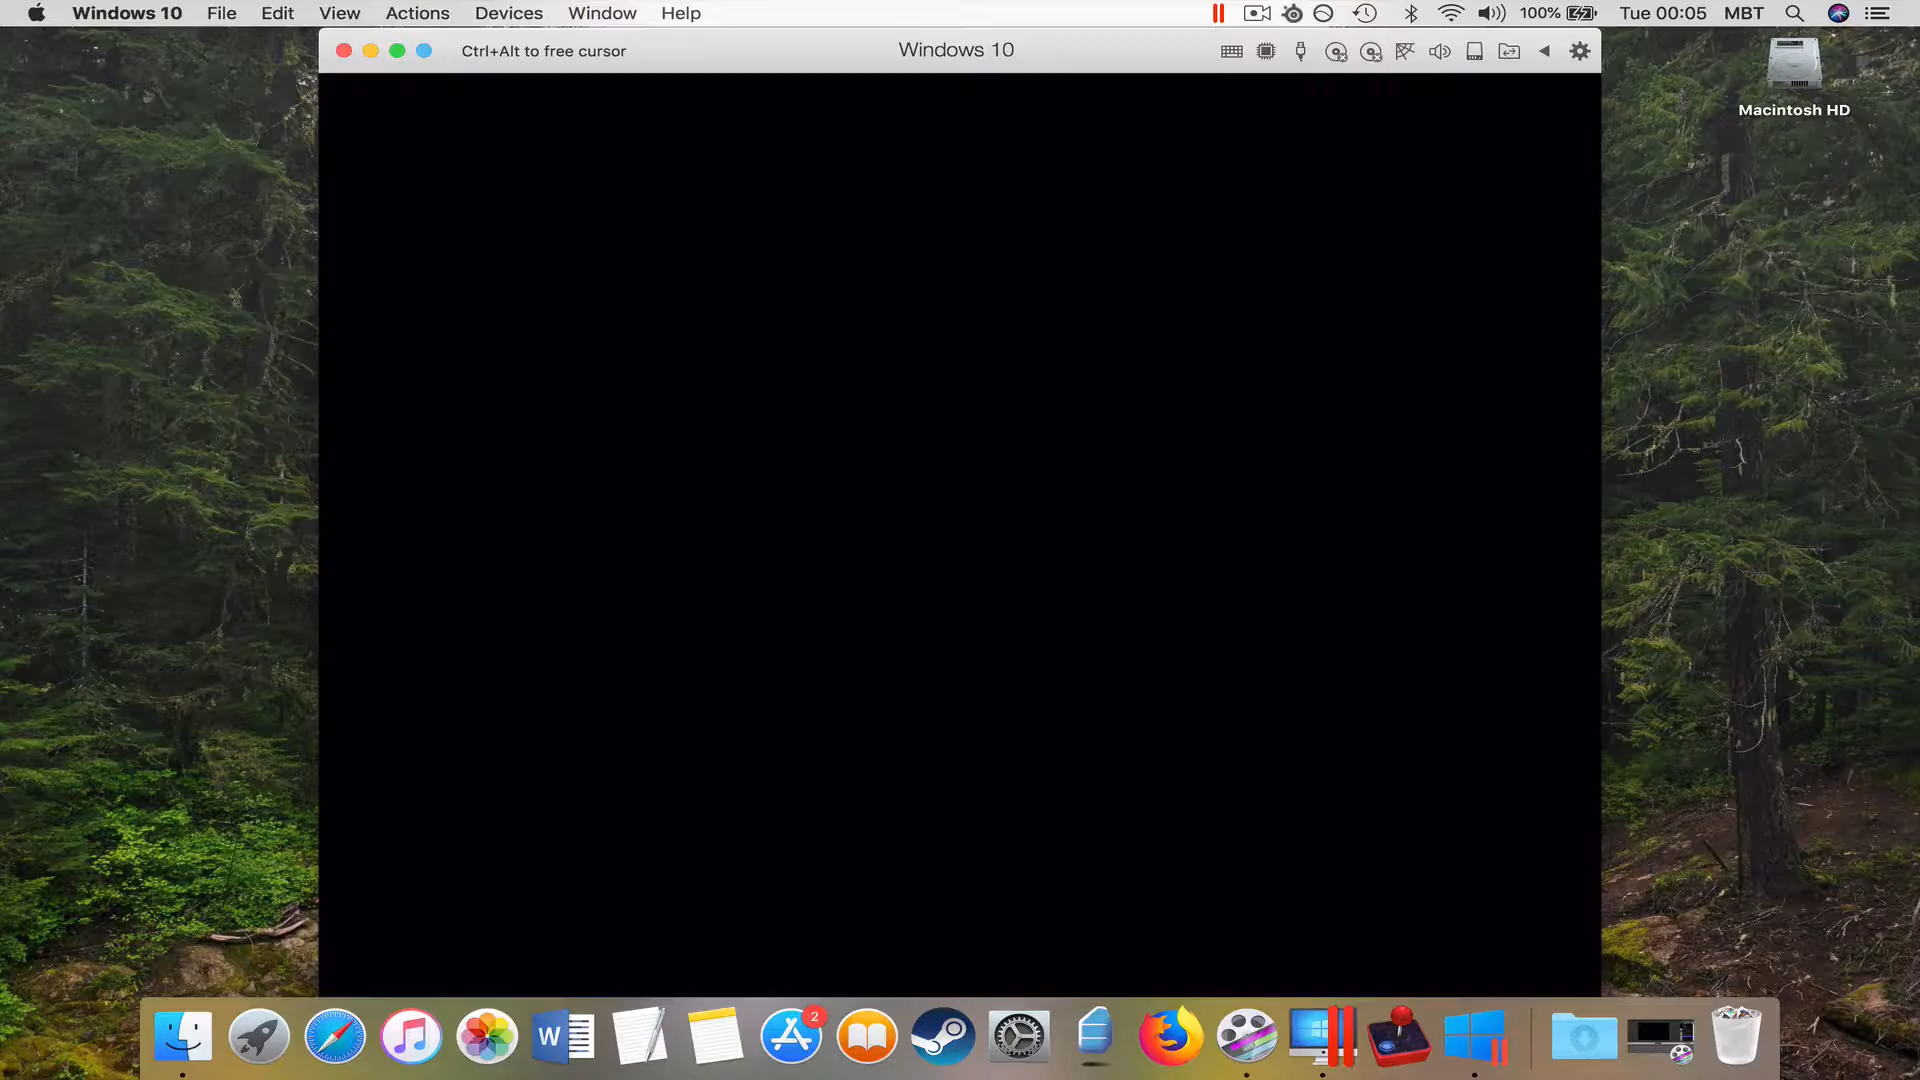 Windows 10 File Edit View Actions Devices Window Help 100% Tue 00:05 MBT
Ctrl+Alt to free cursor Windows 10
Macintosh HD
W
2